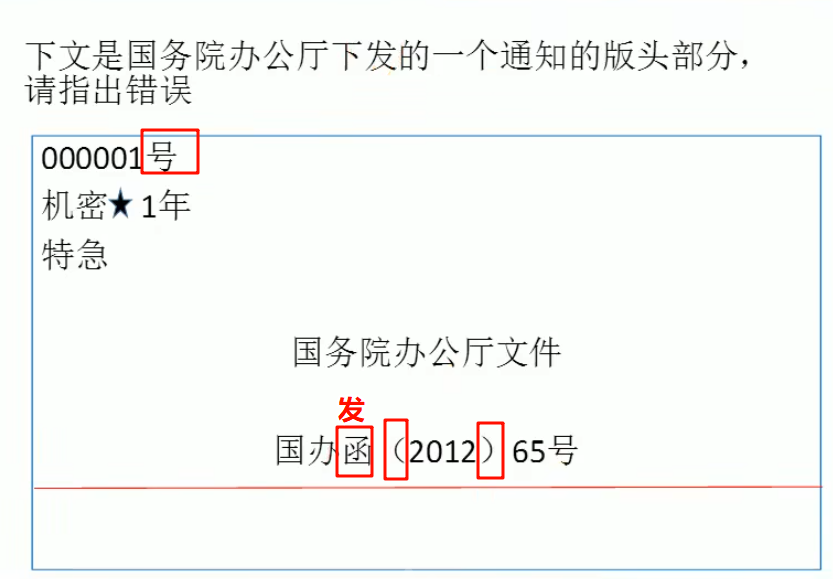 下文是国务院办公厅下发的一个通知的版头部分，
请指出错误
000001号
机密★1年
特急
国务院办公厅文件
发
国办函（2012）65号